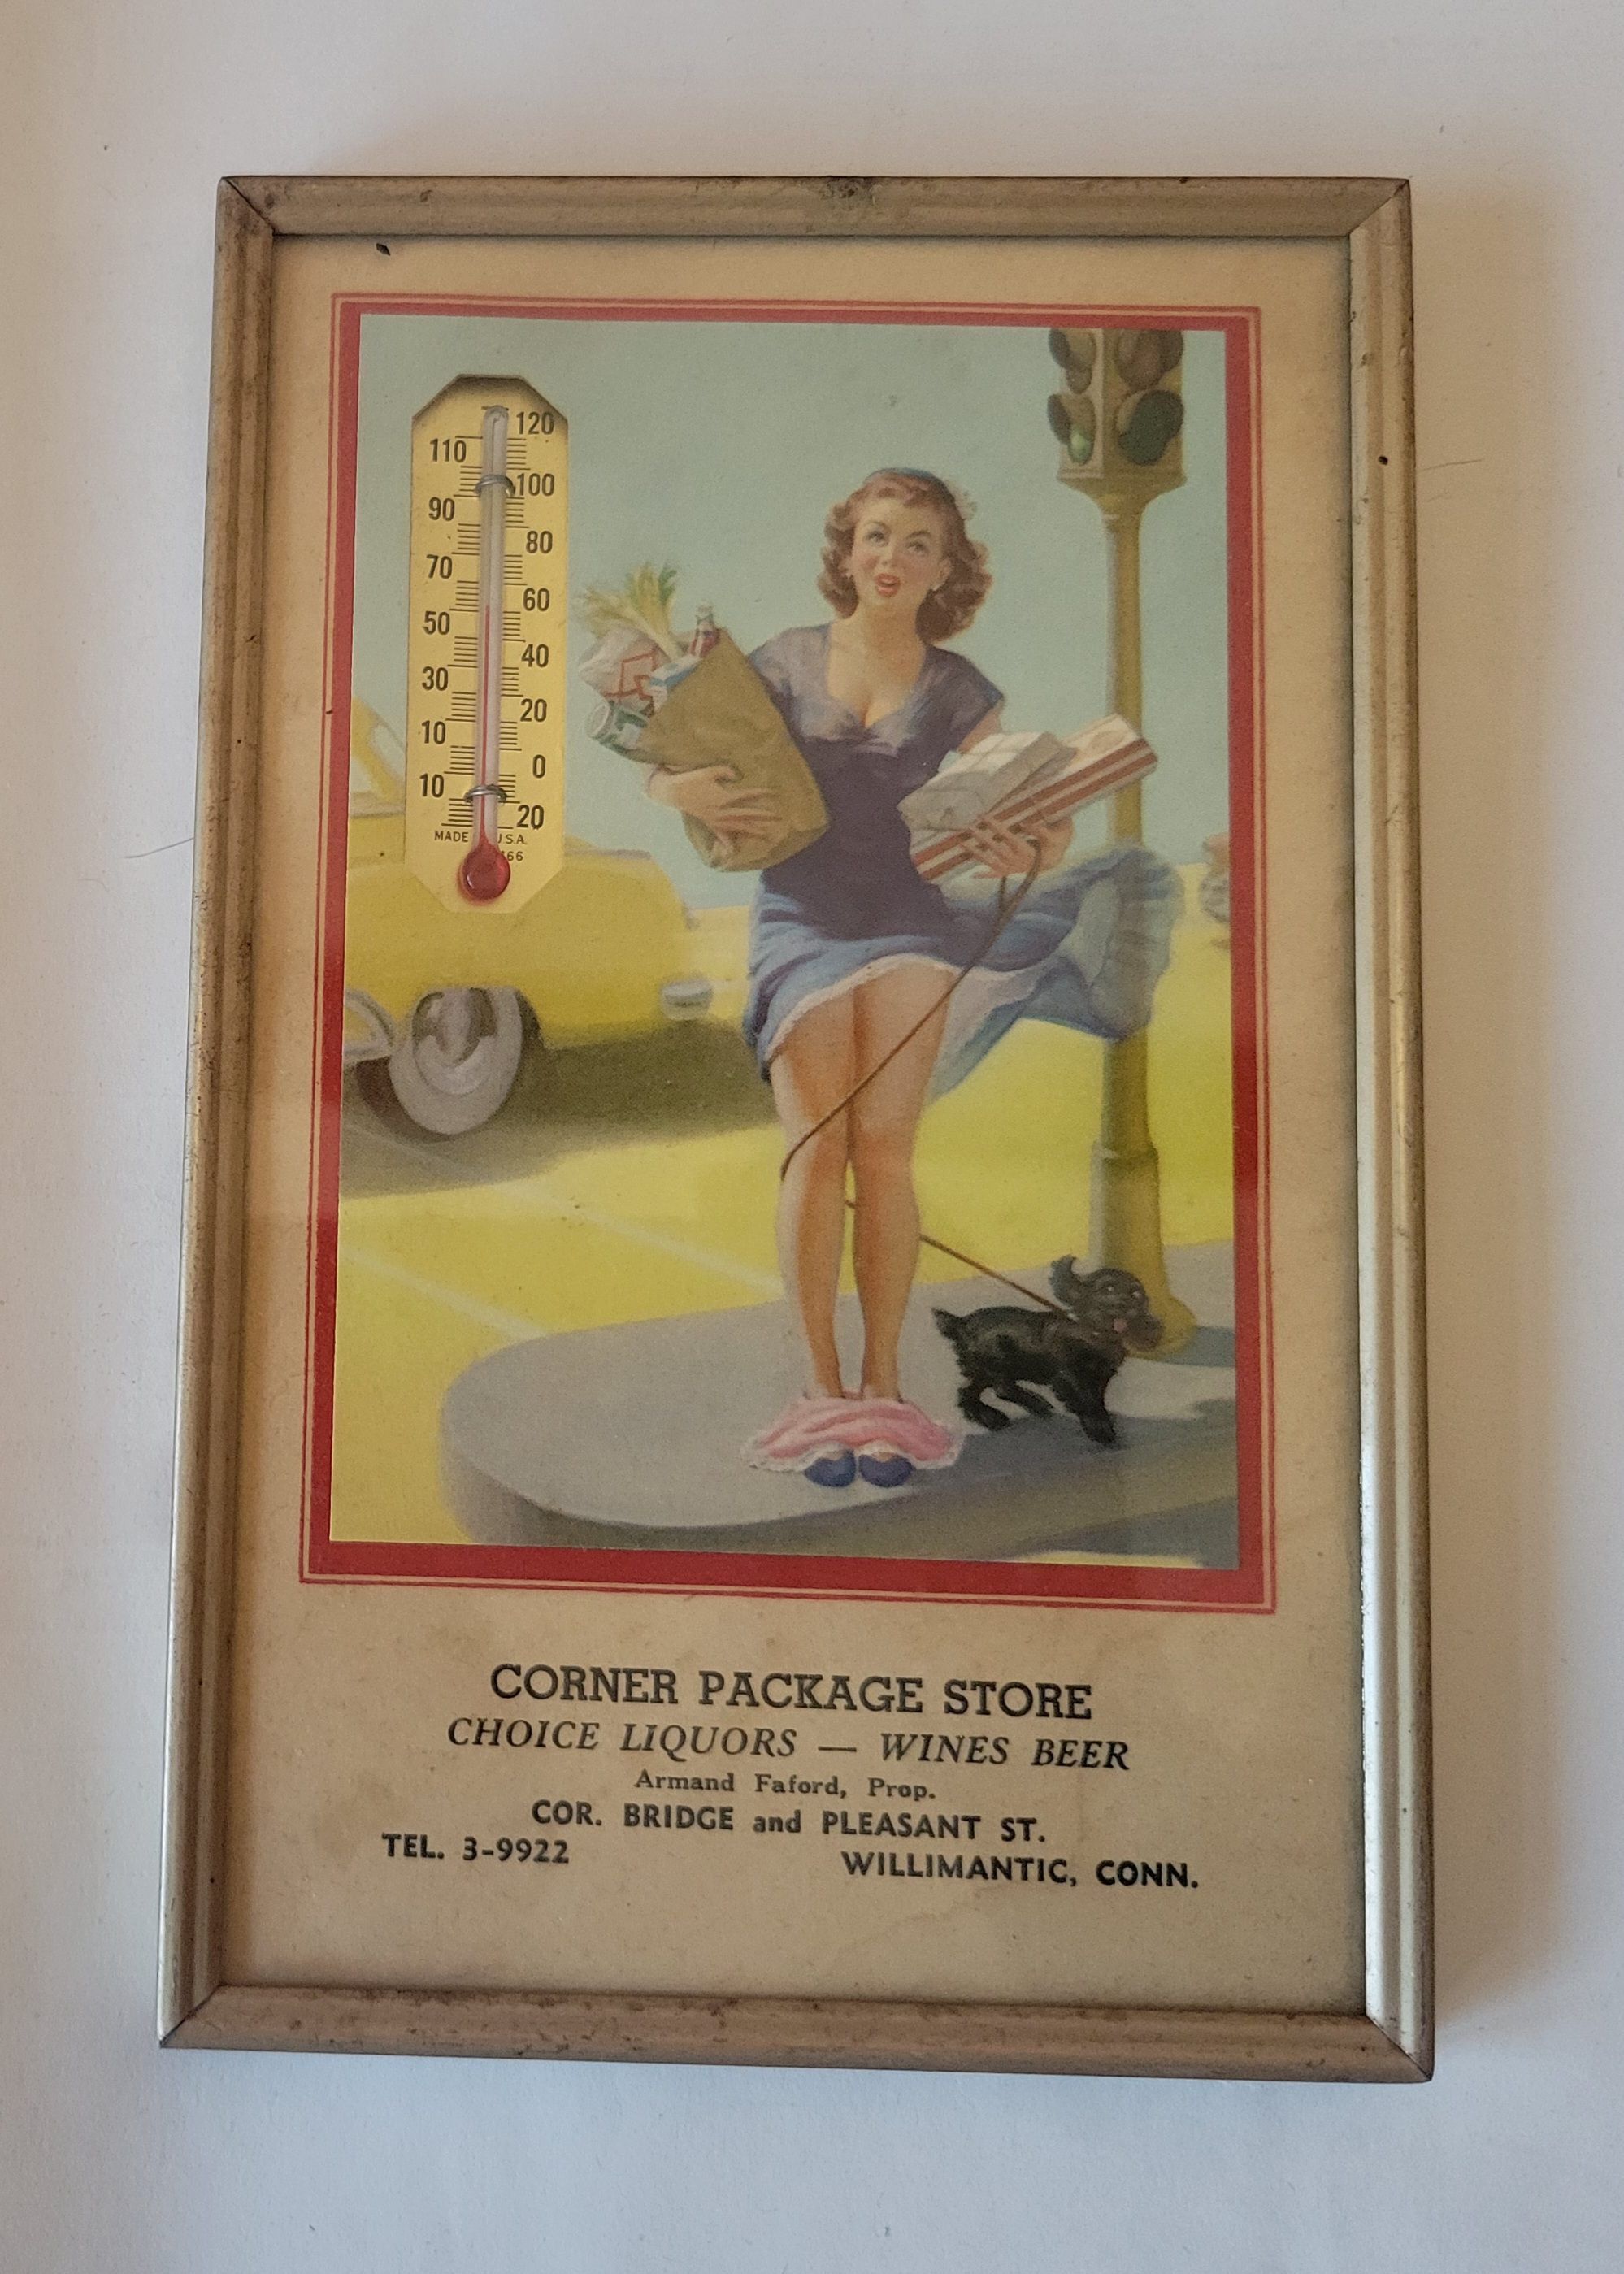 120
110
100
90
80
70
60
50
40
30
20
10
0
10
20
MADE U.S.A.
CORNER PACKAGE STORE
CHOICE LIQUORS — WINES BEER
Armand Faford, Prop.
COR. BRIDGE and PLEASANT ST.
TEL. 3-9922 WILLIMANTIC, CONN.